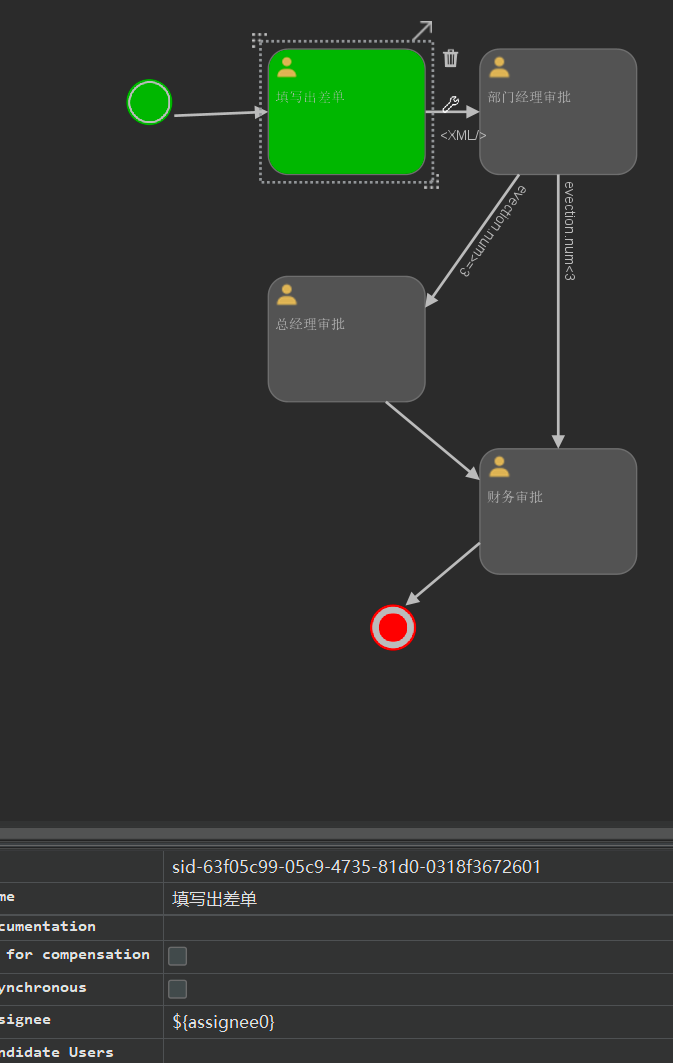 填写出差单
部门经理审批
<XML/>
evection.num>=3
evection.num<3
总经理审批
财务审批
sid-63f05c99-05c9-4735-81d0-0318f3672601
me
填写出差单
cumentation
for compensation
ynchronous
signee
${assignee0}
ndidate Users